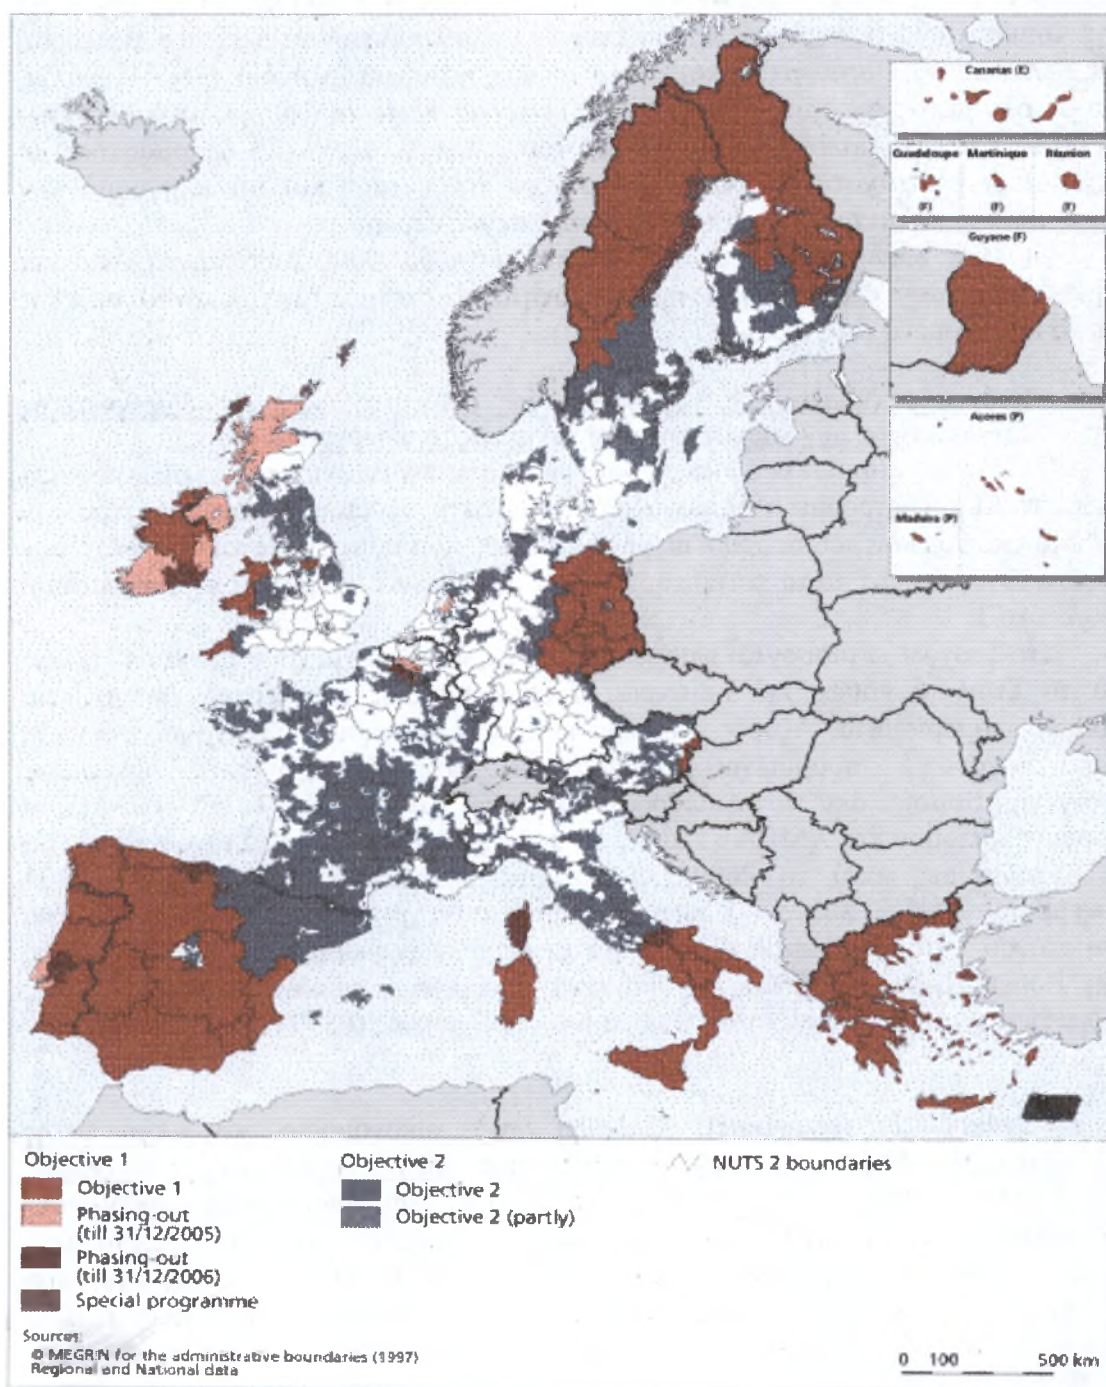 Canarias (E)
Guadeloupe Martinique Réunion
(F) (F) (F)
Guyane (F)
Açores (P)
Madeira (P)
Objective 1
Objective 1
Phasing-out
(till 31/12/2005)
Phasing-out
(till 31/12/2006)
Special programme
Objective 2
Objective 2
Objective 2 (partly)
NUTS 2 boundaries
Sources:
© MEGRIN for the administrative boundaries (1997)
Regional and National data
0 100 500 km